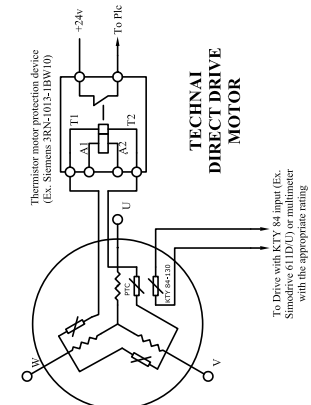 Thermistor motor protection device
(Ex. Siemens 3RN-1013-1BW10)
+24v
To Plc
T1
T2
A1
A2
TECHNAI
DIRECT DRIVE
MOTOR
U
PTC
KTY 84-130
W
V
To Drive with KTY 84 input (Ex.
Simodrive 611D/U) or multimeter
with the appropriate rating